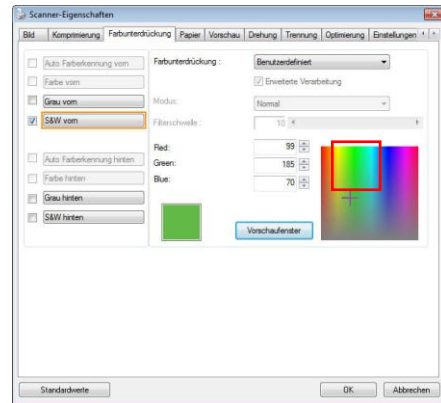 Scanner-Eigenschaften
Bild Komprimierung Farbunterdrückung Papier Vorschau Drehung Trennung Optimierung Einstellungen
Auto Farberkennung vorn
Farbe vorn
Grau vorn
S&W vorn
Auto Farberkennung hinten
Farbe hinten
Grau hinten
S&W hinten
Farbunterdrückung : Benutzerdefiniert
Erweiterte Verarbeitung
Modus: Normal
Filterschwelle : 10
Red: 99
Green: 185
Blue: 70
Vorschaufenster
Standardwerte OK Abbrechen